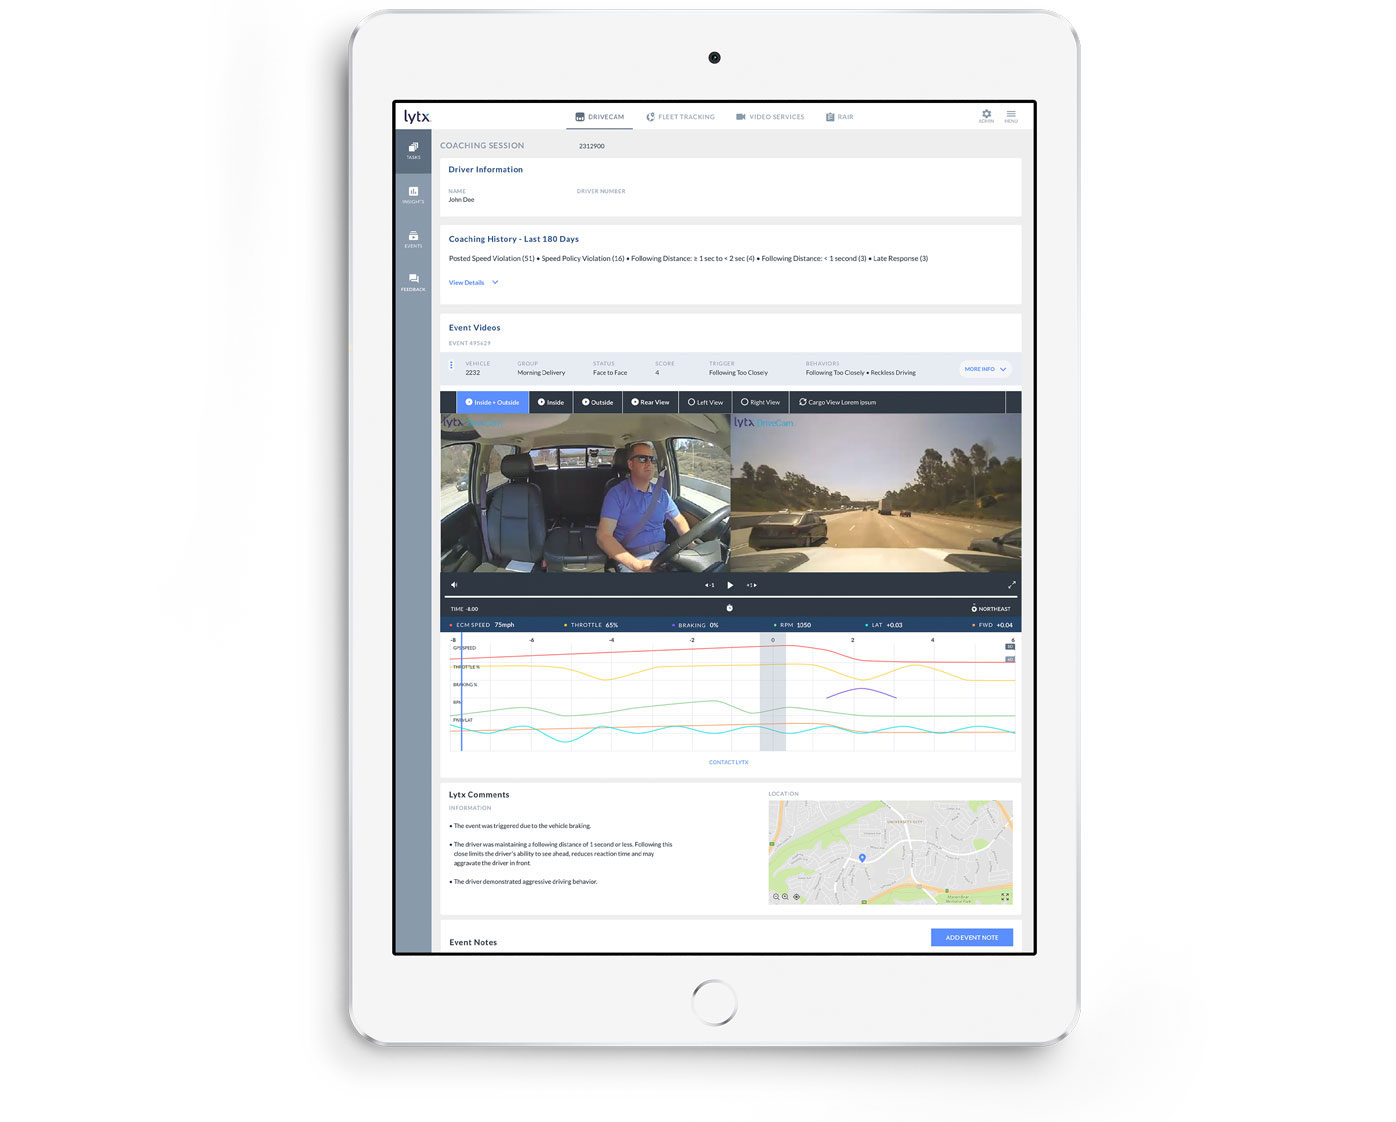 lytx
DRIVECAM
FLEET TRACKING
VIDEO SERVICES
RAIR
ADMIN
MENU
TASKS
INSIGHTS
EVENTS
FEEDBACK
COACHING SESSION 2312900
Driver Information
NAME DRIVER NUMBER
John Doe
Coaching History - Last 180 Days
Posted Speed Violation (51) • Speed Policy Violation (16) • Following Distance: ≥ 1 sec to < 2 sec (4) • Following Distance: < 1 second (3) • Late Response (3)
View Details
Event Videos
EVENT 495629
VEHICLE GROUP STATUS SCORE TRIGGER BEHAVIORS
2232 Morning Delivery Face to Face 4 Following Too Closely Following Too Closely • Reckless Driving
MORE INFO
Inside + Outside Inside Outside Rear View Left View Right View Cargo View Lorem ipsum
lytx DriveCam
lytx DriveCam
-1 +1
TIME -8.00 NORTHEAST
ECM SPEED 75mph THROTTLE 65% BRAKING 0% RPM 1050 LAT +0.03 FWD +0.04
-8 -6 -4 -2 0 2 4 6
GPS SPEED
THROTTLE %
BRAKING %
RPM
FWD/LAT
CONTACT LYTX
Lytx Comments
INFORMATION
• The event was triggered due to the vehicle braking.
• The driver was maintaining a following distance of 1 second or less. Following this
close limits the driver's ability to see ahead, reduces reaction time and may
aggravate the driver in front.
• The driver demonstrated aggressive driving behavior.
LOCATION
UNIVERSITY CITY
Event Notes
ADD EVENT NOTE